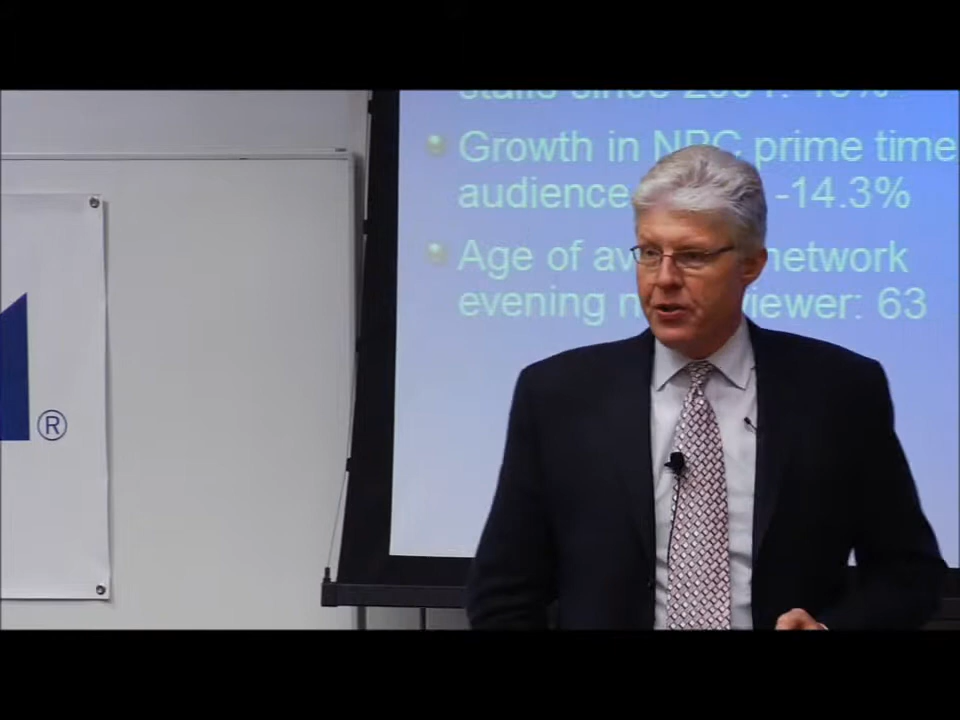 Growth in NBC prime time
audience -14.3%
Age of network
evening viewer: 63
®